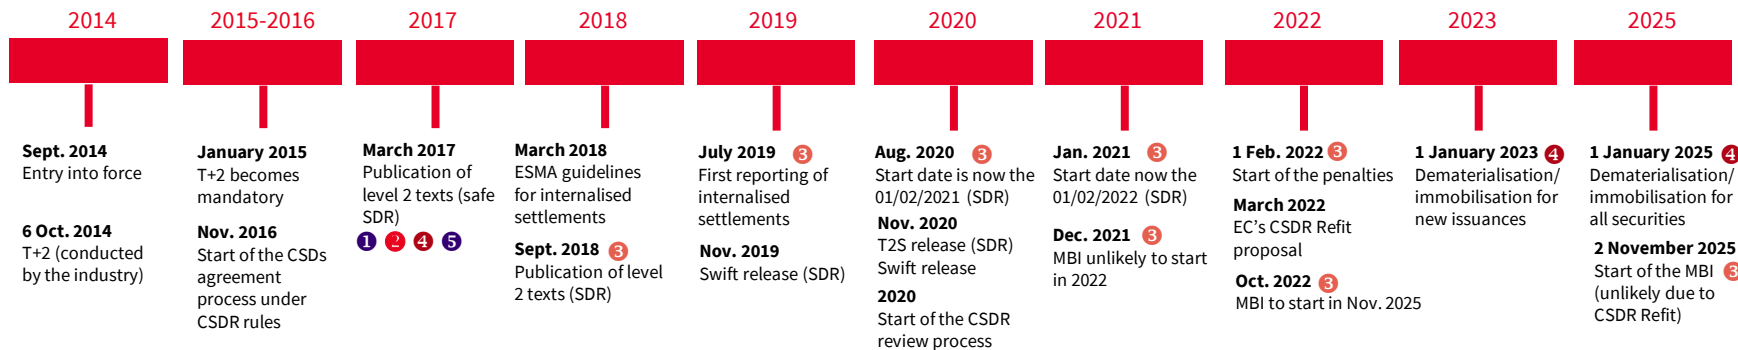 2014
Sept. 2014
Entry into force
6 Oct. 2014
T+2 (conducted
by the industry)
2015-2016
January 2015
T+2 becomes
mandatory
Nov. 2016
Start of the CSDs
agreement
process under
CSDR rules
2017
March 2017
Publication of
level 2 texts (safe
SDR)
1 2 4 5
2018
March 2018
ESMA guidelines
for internalised
settlements
Sept. 2018 3
Publication of level
2 texts (SDR)
2019
July 2019 3
First reporting of
internalised
settlements
Nov. 2019
Swift release (SDR)
2020
Aug. 2020 3
Start date is now the
01/02/2021 (SDR)
Nov. 2020
T2S release (SDR)
Swift release
2020
Start of the CSDR
review process
2021
Jan. 2021 3
Start date now the
01/02/2022 (SDR)
Dec. 2021 3
MBI unlikely to start
in 2022
2022
1 Feb. 2022 3
Start of the penalties
March 2022
EC's CSDR Refit
proposal
Oct. 2022 3
MBI to start in Nov. 2025
2023
1 January 2023 4
Dematerialisation/
immobilisation for
new issuances
2025
1 January 2025 4
Dematerialisation/
immobilisation for
all securities
2 November 2025
Start of the MBI 3
(unlikely due to
CSDR Refit)